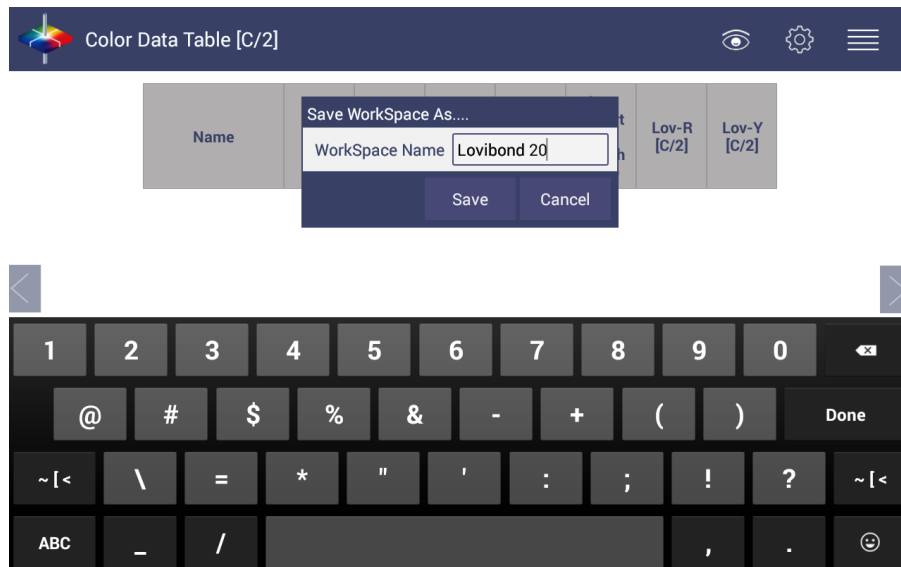 Color Data Table [C/2]
Save WorkSpace As....
WorkSpace Name Lovibond 20
Save Cancel
Name
Lov-R
[C/2]
Lov-Y
[C/2]
t
h
1 2 3 4 5 6 7 8 9 0
@ # $ % & - + ( ) Done
~ [ < \ = * " ' : ; ! ? ~ [ <
ABC _ / , .